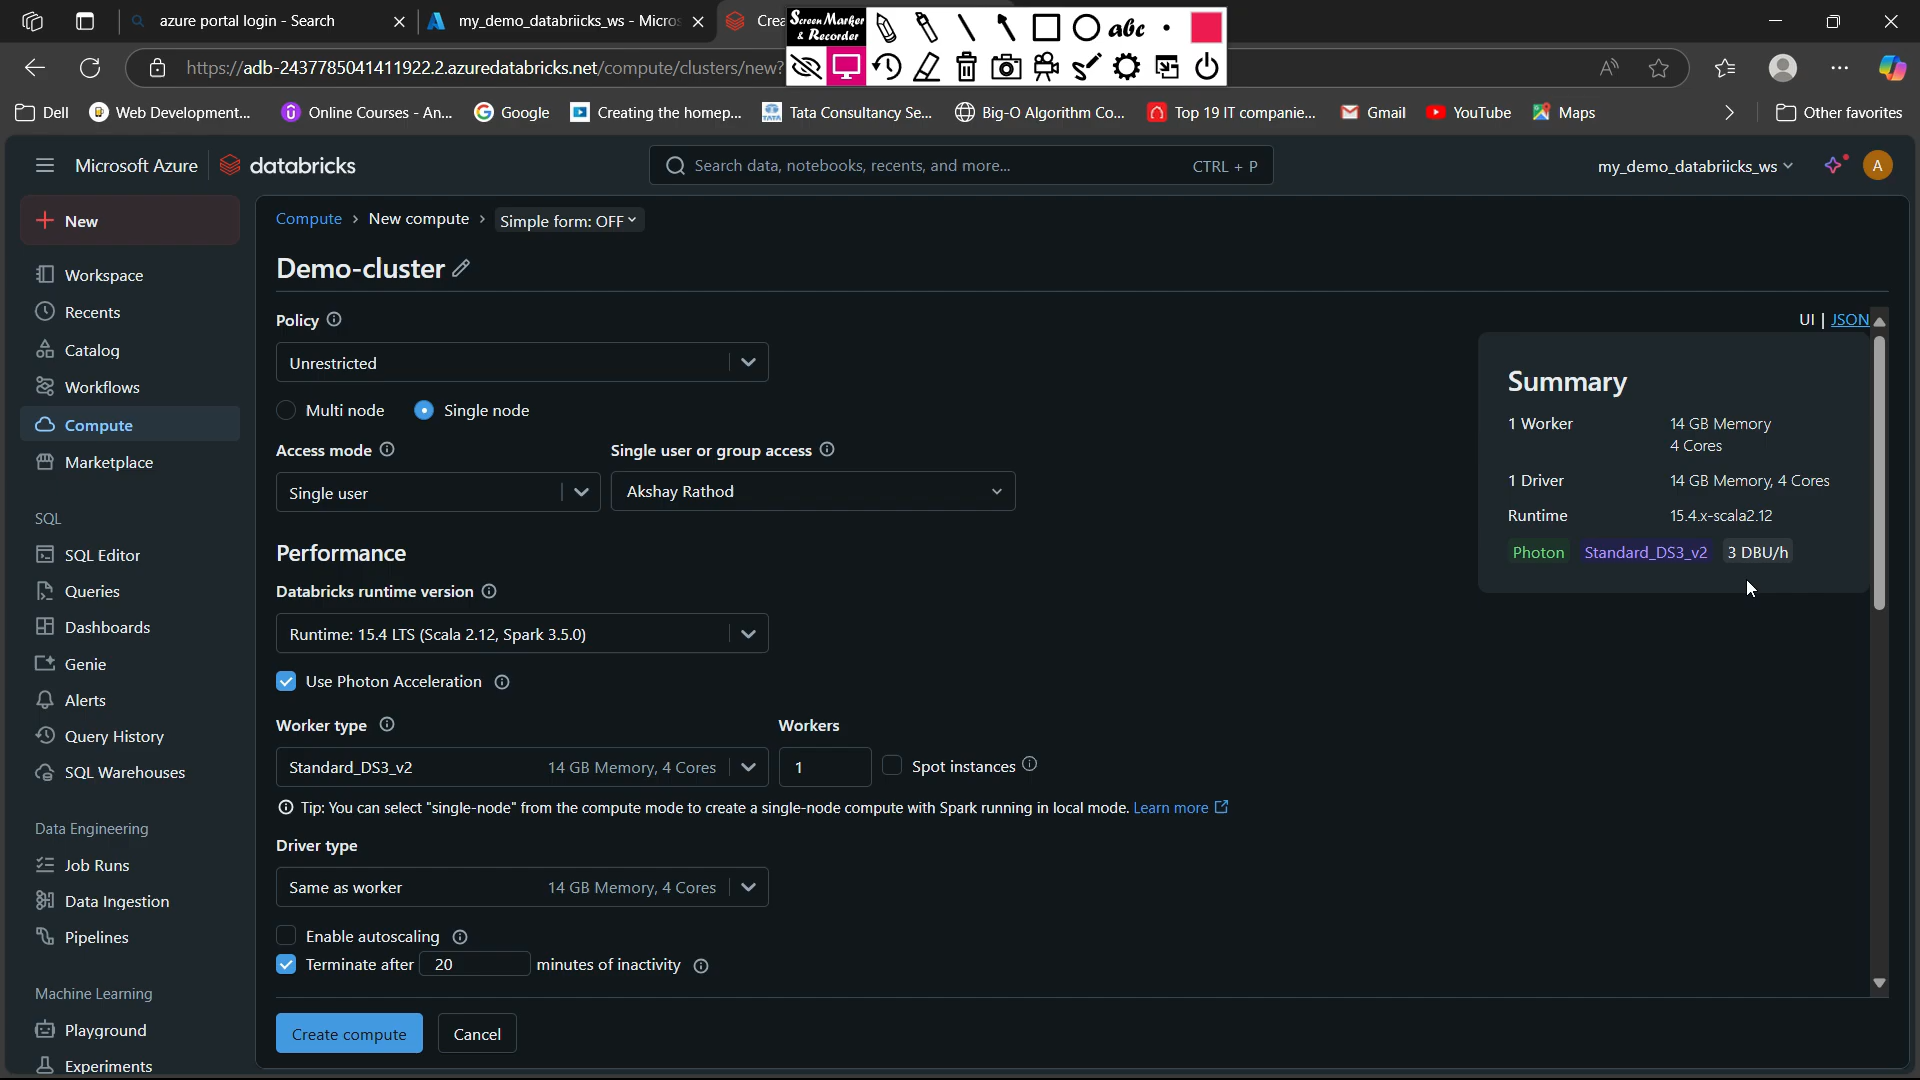 azure portal login - Search
my_demo_databriicks_ws - Micros
Crea
Screen Marker & Recorder
abc
https://adb-2437785041411922.2.azuredatabricks.net/compute/clusters/new?
Dell
Web Development...
Online Courses - An...
Google
Creating the homep...
Tata Consultancy Se...
Big-O Algorithm Co...
Top 19 IT companie...
Gmail
YouTube
Maps
Other favorites
Microsoft Azure
databricks
Search data, notebooks, recents, and more...
CTRL + P
my_demo_databriicks_ws
A
New
Workspace
Recents
Catalog
Workflows
Compute
Marketplace
SQL
SQL Editor
Queries
Dashboards
Genie
Alerts
Query History
SQL Warehouses
Data Engineering
Job Runs
Data Ingestion
Pipelines
Machine Learning
Playground
Experiments
Compute > New compute > Simple form: OFF
Demo-cluster
Policy
Unrestricted
Multi node
Single node
Access mode
Single user or group access
Single user
Akshay Rathod
Performance
Databricks runtime version
Runtime: 15.4 LTS (Scala 2.12, Spark 3.5.0)
Use Photon Acceleration
Worker type
Workers
Standard_DS3_v2 14 GB Memory, 4 Cores
1
Spot instances
Tip: You can select "single-node" from the compute mode to create a single-node compute with Spark running in local mode. Learn more
Driver type
Same as worker 14 GB Memory, 4 Cores
Enable autoscaling
Terminate after 20 minutes of inactivity
Create compute
Cancel
UI | JSON
Summary
1 Worker 14 GB Memory
4 Cores
1 Driver 14 GB Memory, 4 Cores
Runtime 15.4.x-scala2.12
Photon Standard_DS3_v2 3 DBU/h